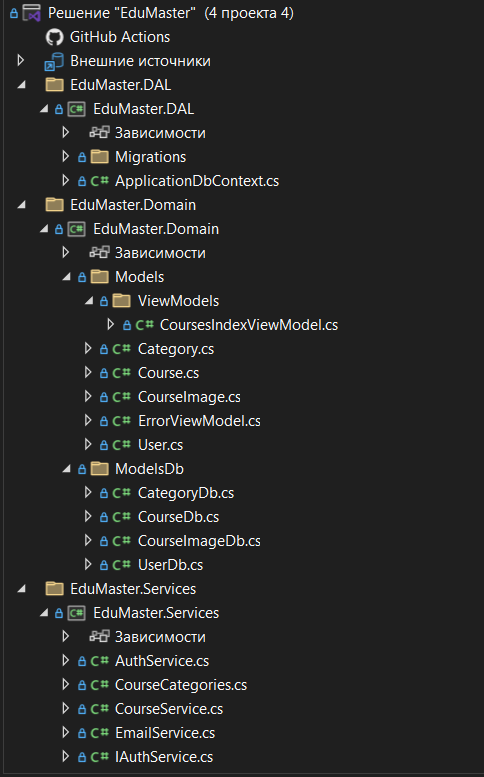 Решение "EduMaster" (4 проекта 4)
GitHub Actions
Внешние источники
EduMaster.DAL
C# EduMaster.DAL
Зависимости
Migrations
C# ApplicationDbContext.cs
EduMaster.Domain
C# EduMaster.Domain
Зависимости
Models
ViewModels
C# CoursesIndexViewModel.cs
C# Category.cs
C# Course.cs
C# CourseImage.cs
C# ErrorViewModel.cs
C# User.cs
ModelsDb
C# CategoryDb.cs
C# CourseDb.cs
C# CourseImageDb.cs
C# UserDb.cs
EduMaster.Services
C# EduMaster.Services
Зависимости
C# AuthService.cs
C# CourseCategories.cs
C# CourseService.cs
C# EmailService.cs
C# IAuthService.cs